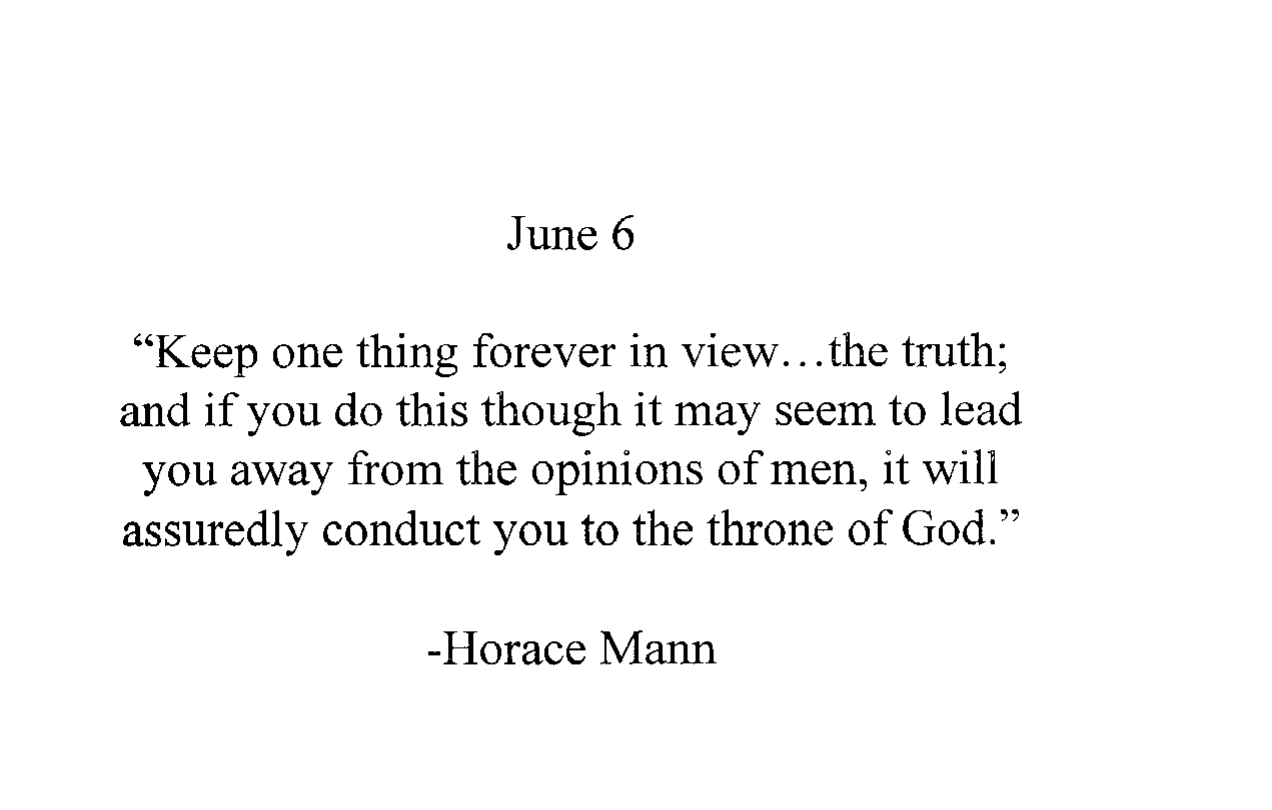 June 6
“Keep one thing forever in view…the truth;
and if you do this though it may seem to lead
you away from the opinions of men, it will
assuredly conduct you to the throne of God.”
-Horace Mann